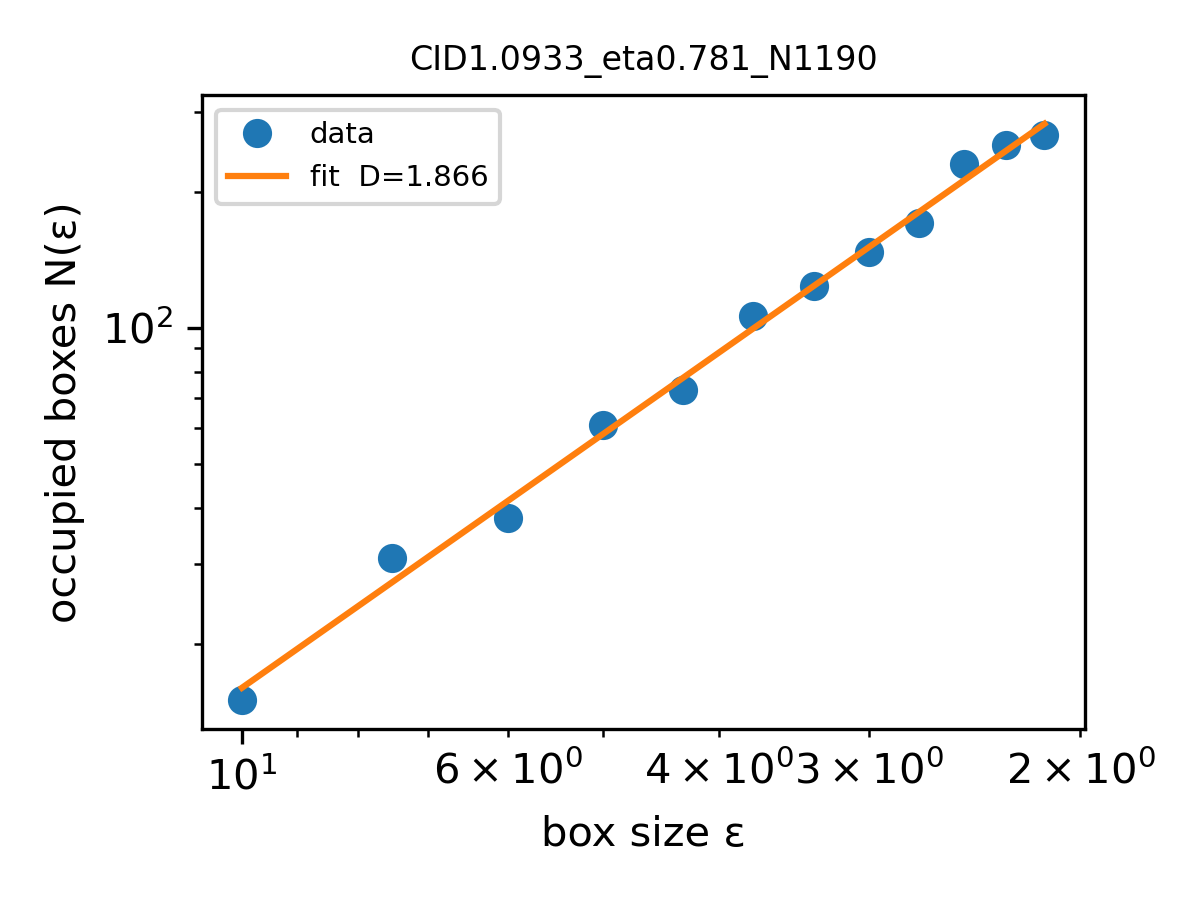 CID1.0933_eta0.781_N1190
data
fit  D=1.866
occupied boxes N(ε)
10²
10¹
6 × 10⁰
4 × 10⁰
3 × 10⁰
2 × 10⁰
box size ε